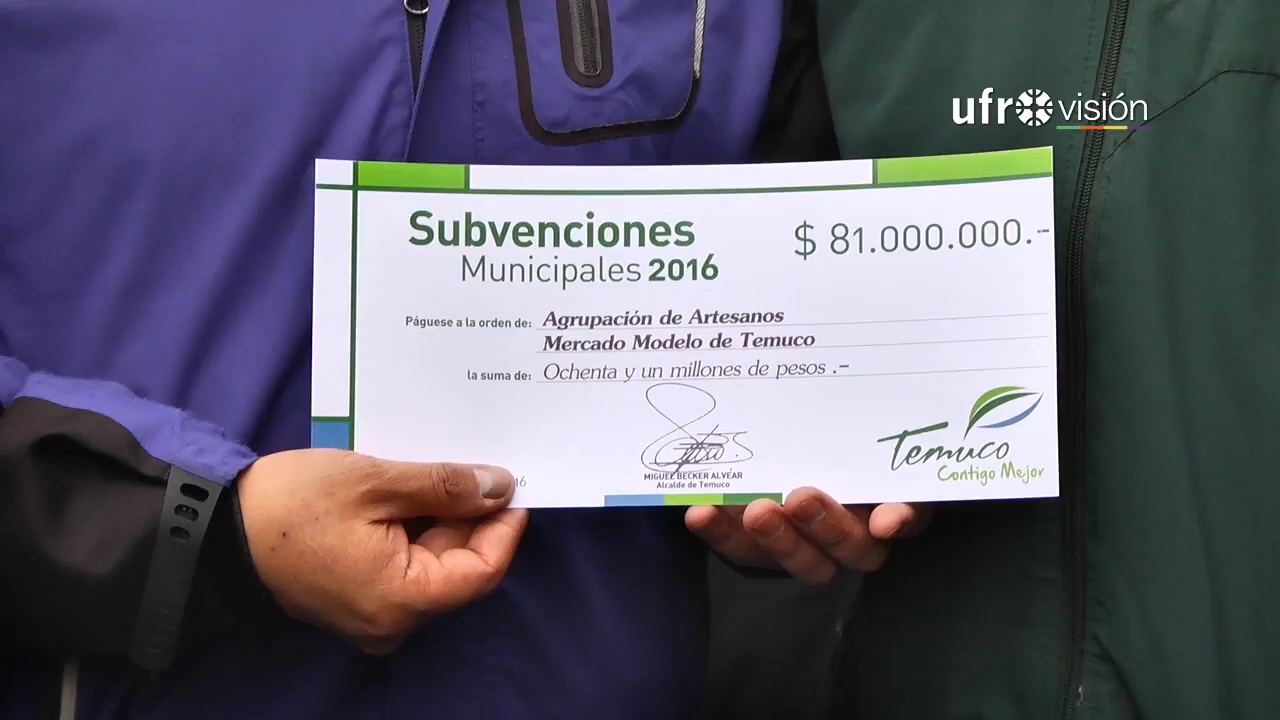 ufro visión
Subvenciones
Municipales 2016
$ 81.000.000.-
Páguese a la orden de: Agrupación de Artesanos
Mercado Modelo de Temuco
la suma de: Ochenta y un millones de pesos .-
MIGUEL BECKER ALVEAR
Alcalde de Temuco
16
Temuco
Contigo Mejor